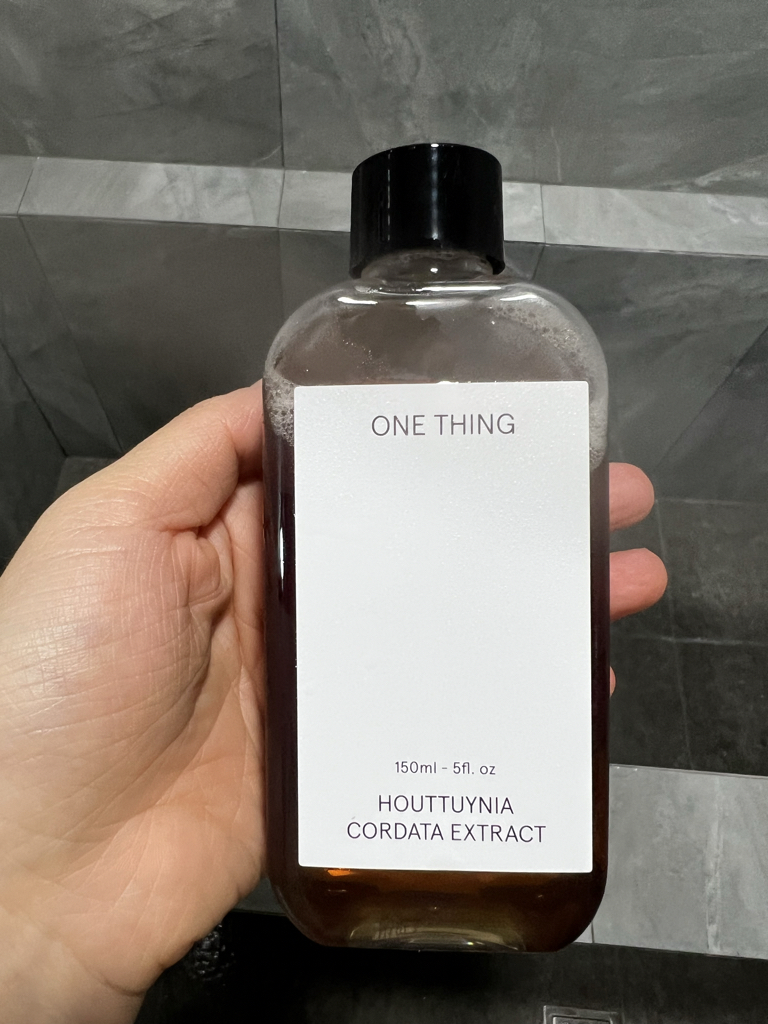 ONE THING
150ml - 5fl. oz
HOUTTUYNIA
CORDATA EXTRACT